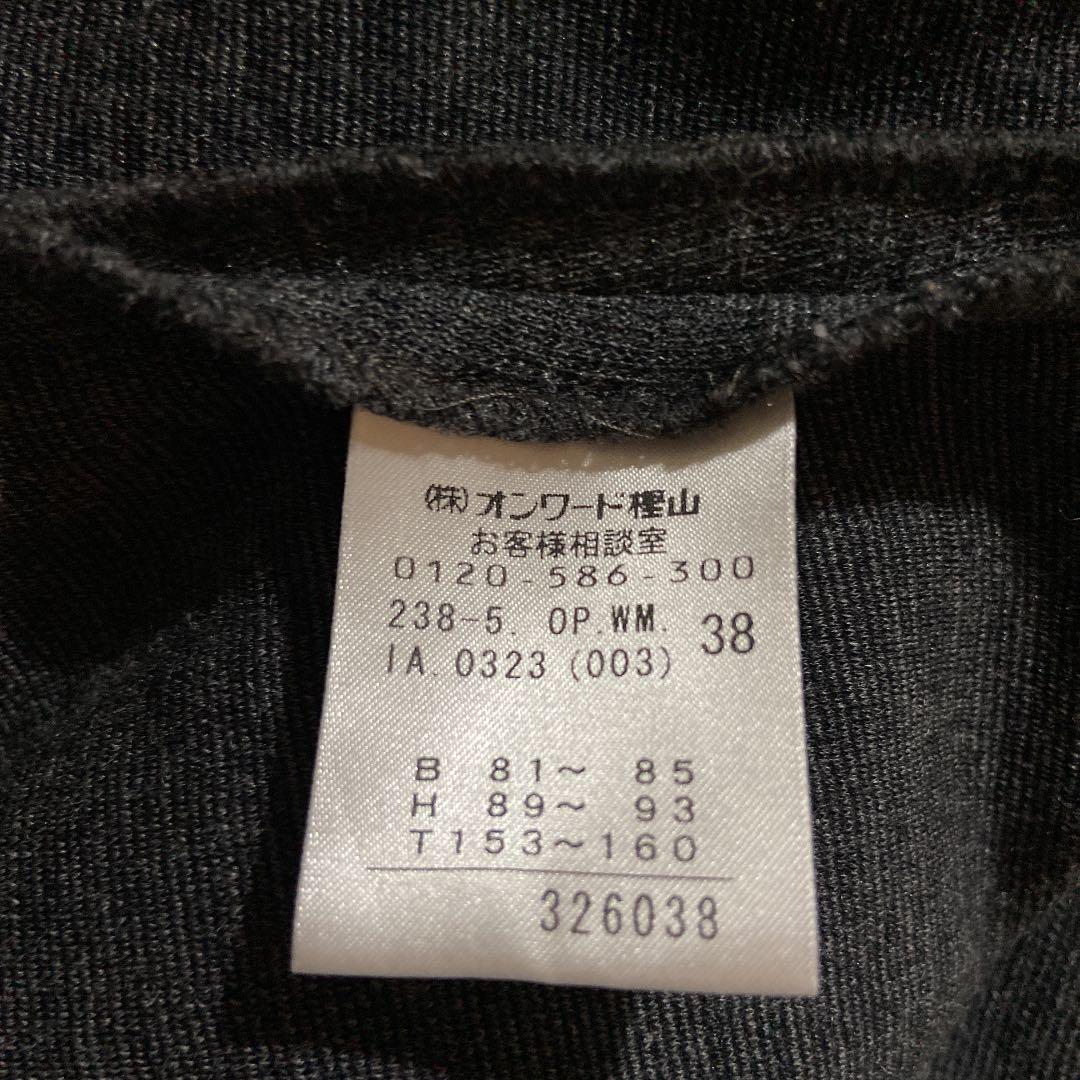 (株)オンワード樫山
お客様相談室
0120-586-300
238-5. OP.WM. 38
IA. 0323 (003)
B 81~ 85
H 89~ 93
T153~160
326038